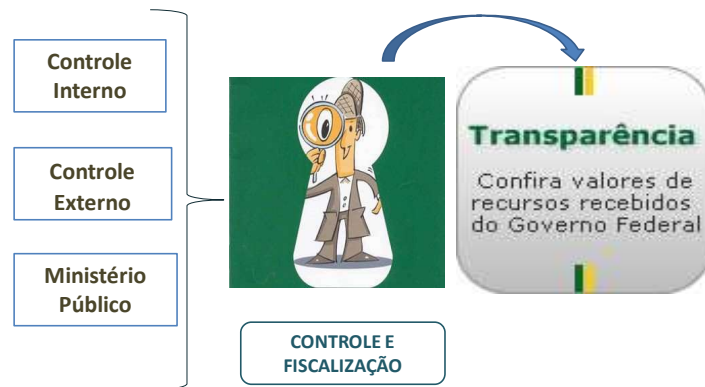 Controle
Interno
Controle
Externo
Ministério
Público
CONTROLE E
FISCALIZAÇÃO
Transparência
Confira valores de
recursos recebidos
do Governo Federal